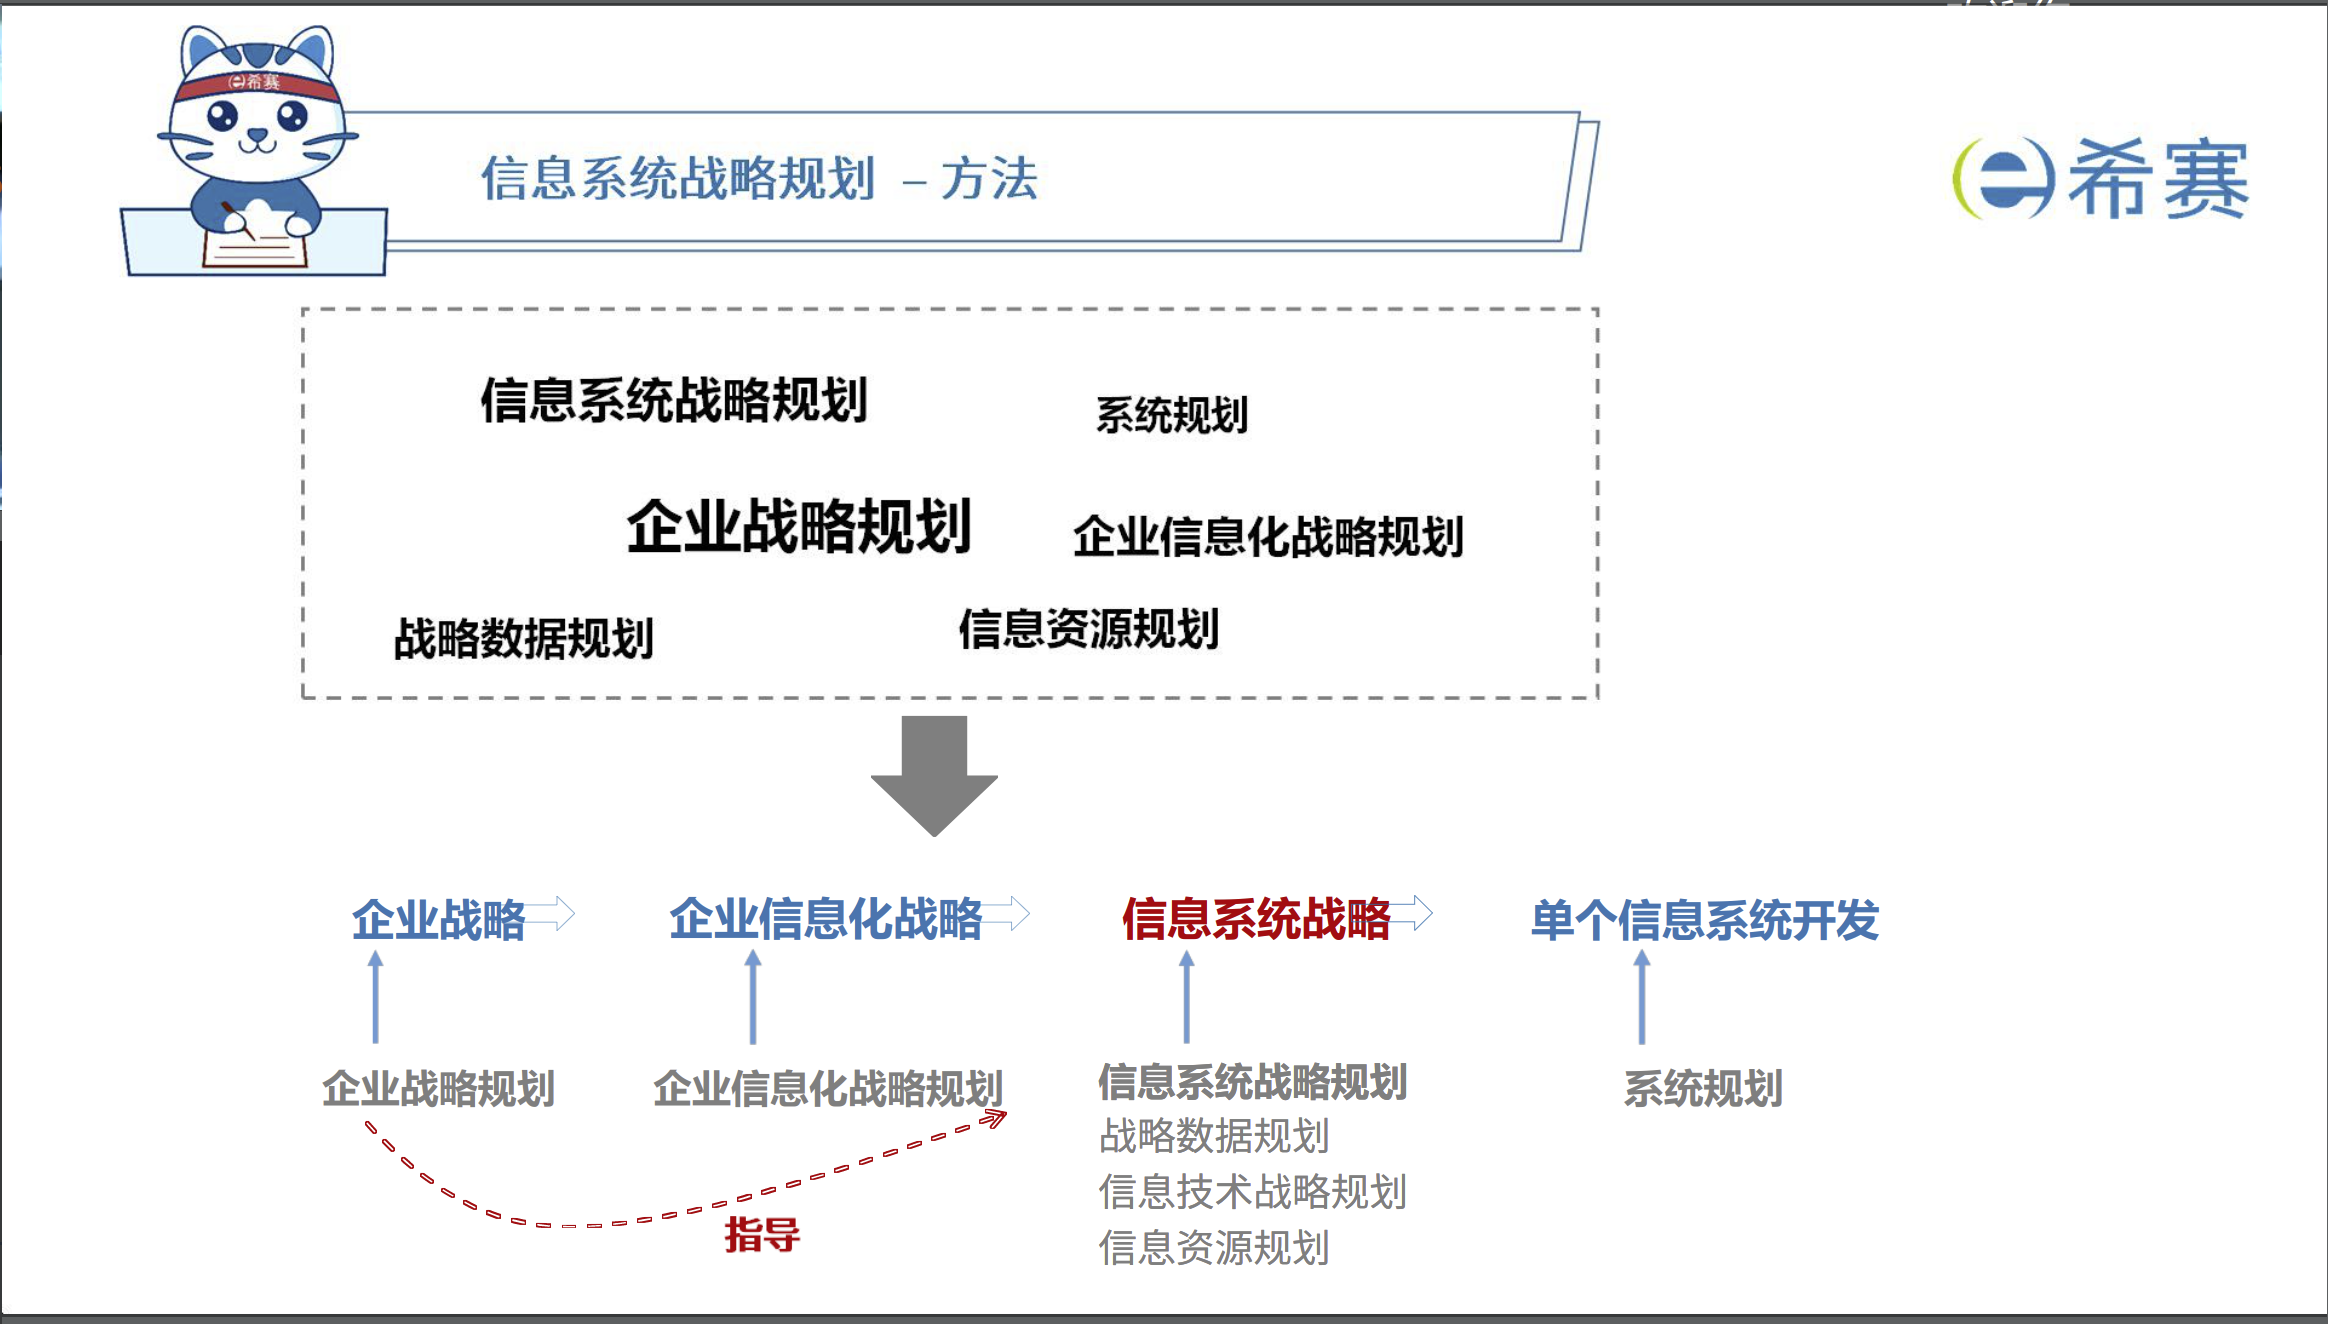 希赛
信息系统战略规划 – 方法
希赛
信息系统战略规划
系统规划
企业战略规划
企业信息化战略规划
战略数据规划
信息资源规划
企业战略
企业信息化战略
信息系统战略
单个信息系统开发
企业战略规划
企业信息化战略规划
信息系统战略规划
系统规划
战略数据规划
信息技术战略规划
信息资源规划
指导